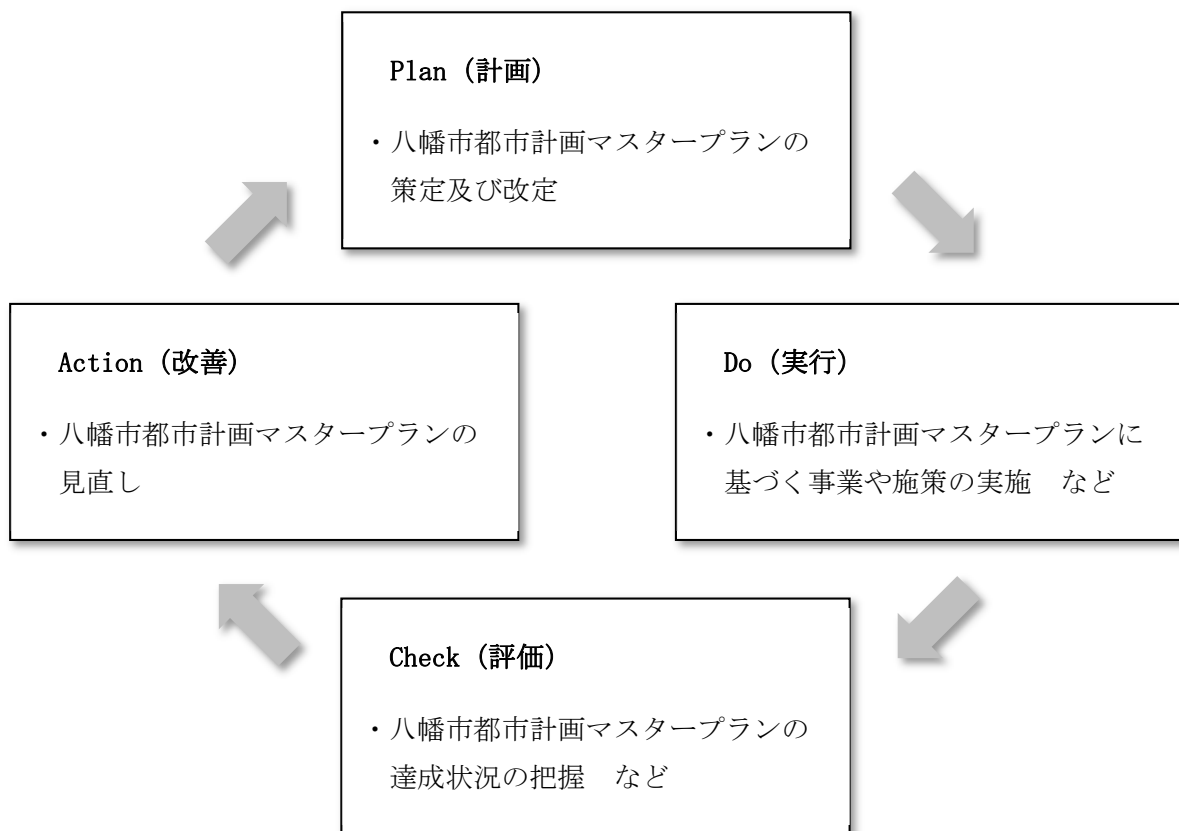 Plan（計画）
・八幡市都市計画マスタープランの
策定及び改定
Action（改善）
・八幡市都市計画マスタープランの
見直し
Do（実行）
・八幡市都市計画マスタープランに
基づく事業や施策の実施　など
Check（評価）
・八幡市都市計画マスタープランの
達成状況の把握　など